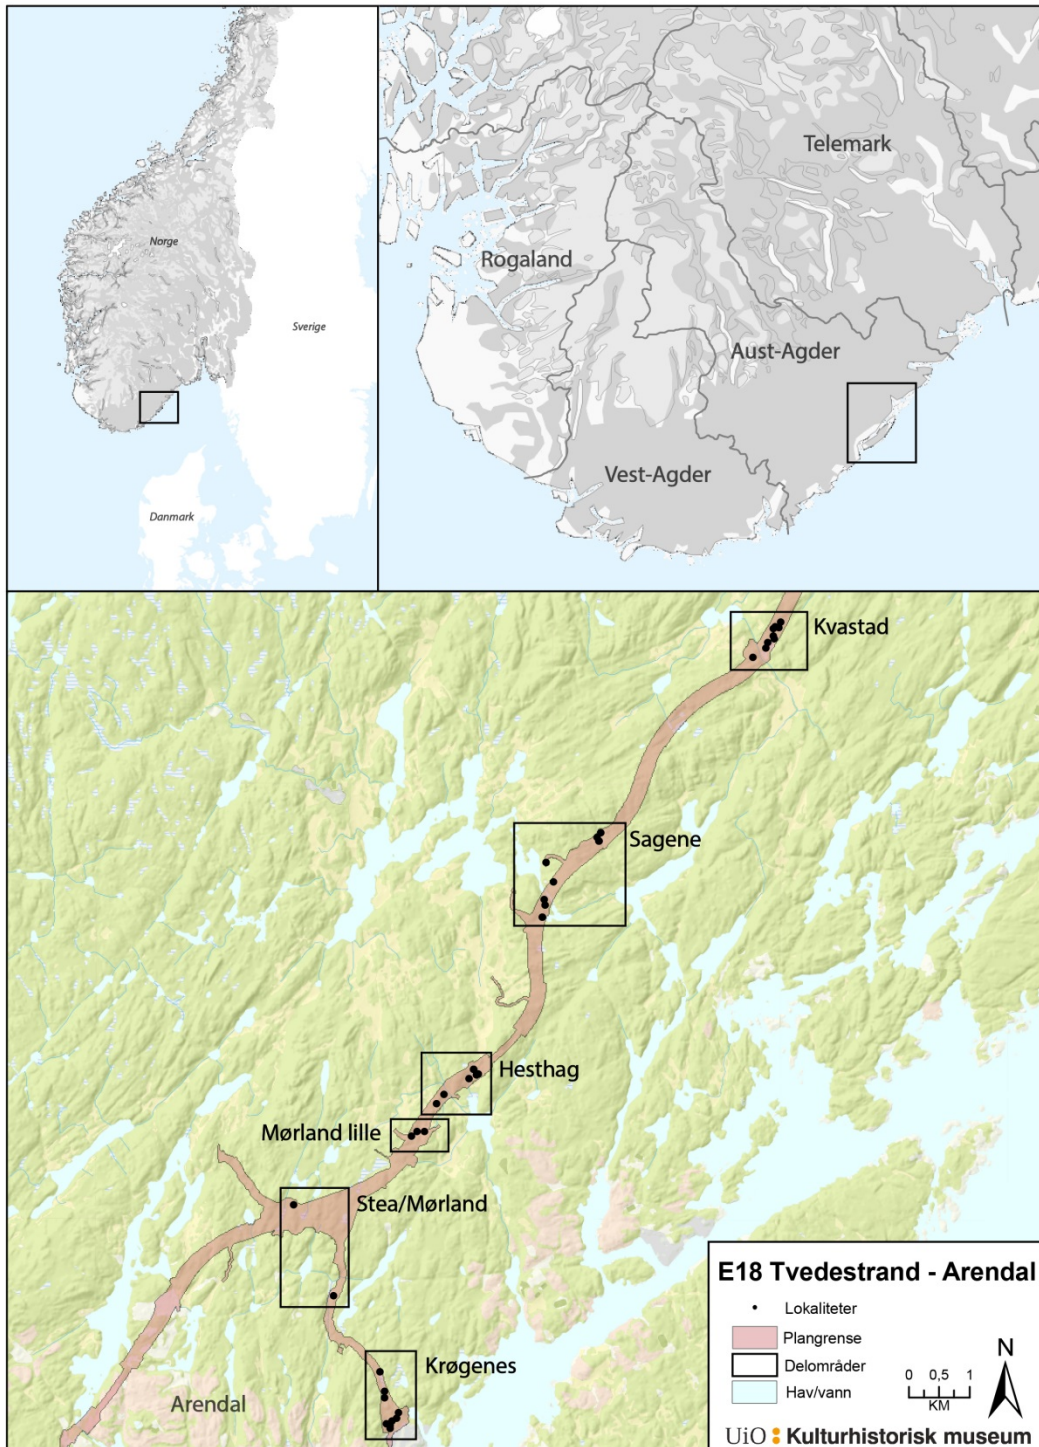 Norge
Sverige
Danmark
Telemark
Rogaland
Aust-Agder
Vest-Agder
Kvastad
Sagene
Hesthag
Mørland lille
Stea/Mørland
Krøgenes
Arendal
E18 Tvedestrand - Arendal
Lokaliteter
Plangrense
Delområder
Hav/vann
N
0 0,5 1
KM
UiO Kulturhistorisk museum